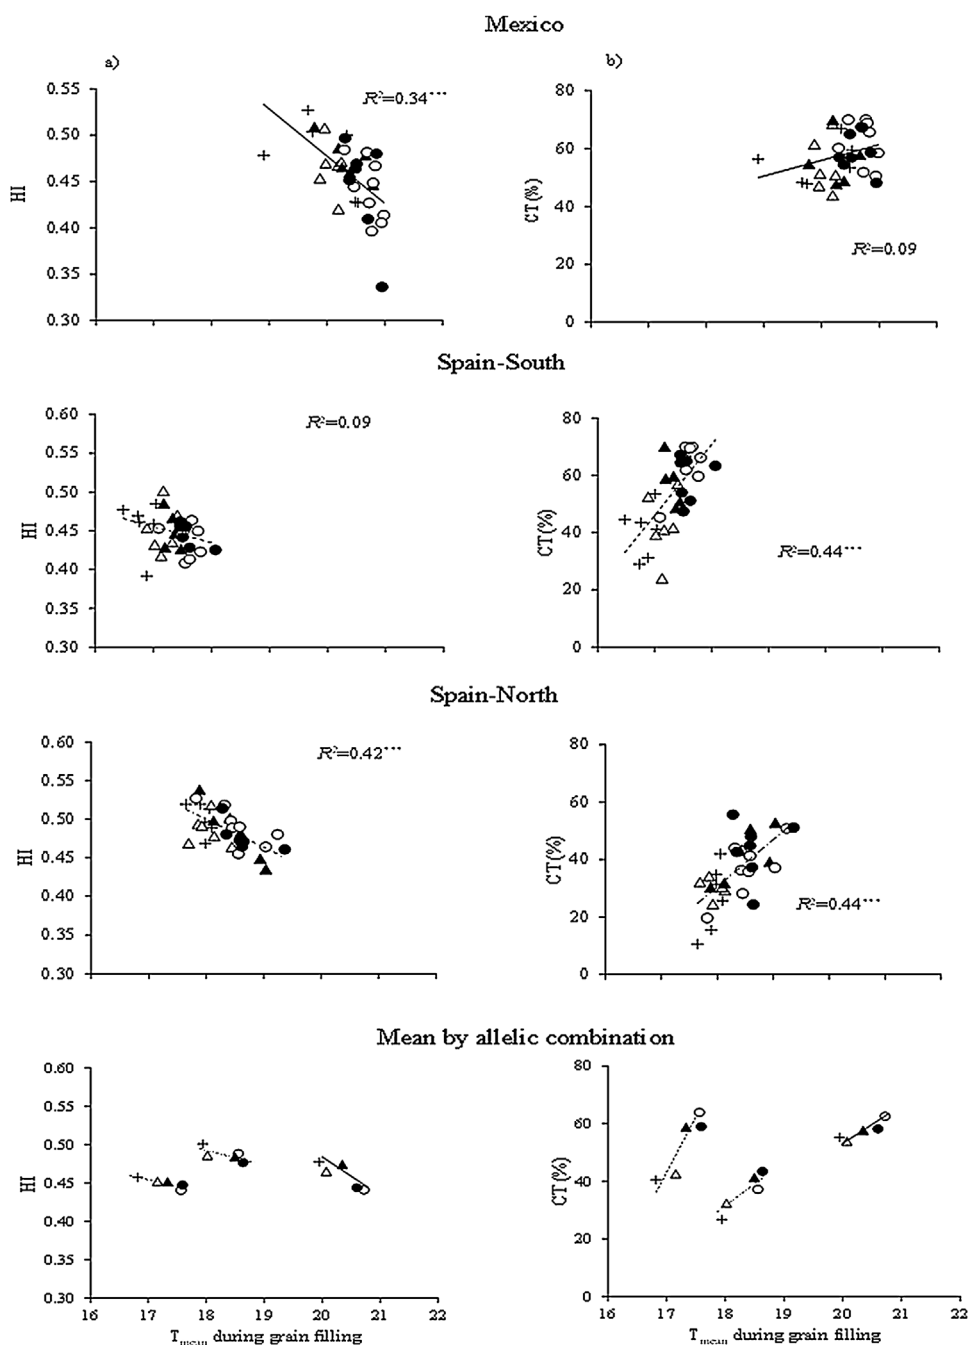 Mexico
a)
b)
0.55
0.50
0.45
0.40
0.35
0.30
HI
R²=0.34***
80
60
40
20
0
CT(%)
R²=0.09
Spain-South
0.60
0.55
0.50
0.45
0.40
0.35
0.30
HI
R²=0.09
80
60
40
20
0
CT(%)
R²=0.44***
Spain-North
0.60
0.55
0.50
0.45
0.40
0.35
0.30
HI
R²=0.42***
80
60
40
20
0
CT(%)
R²=0.44***
Mean by allelic combination
0.60
0.55
0.50
0.45
0.40
0.35
0.30
HI
16 17 18 19 20 21 22
Tmean during grain filling
80
60
40
20
0
CT(%)
16 17 18 19 20 21 22
Tmean during grain filling